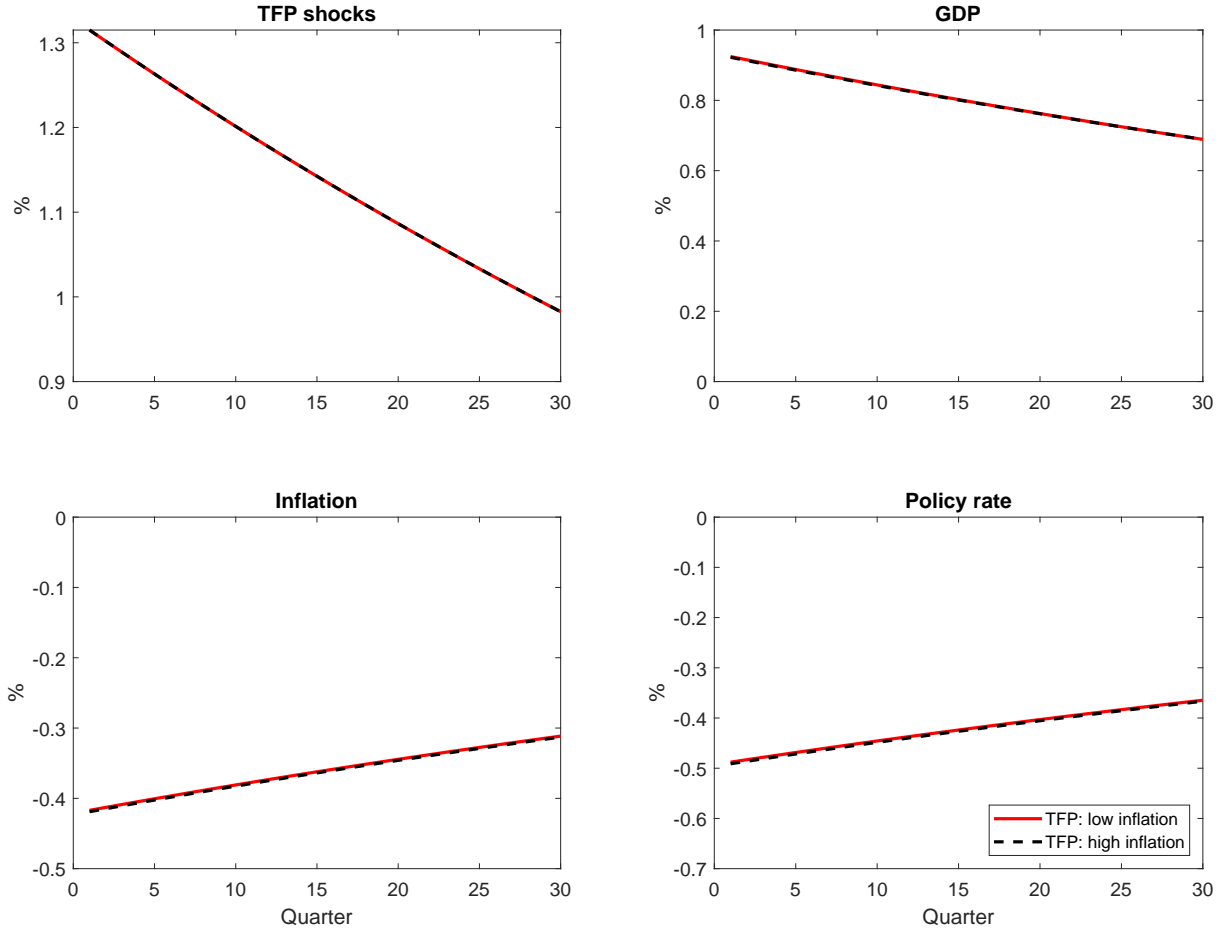 TFP shocks
1.3
1.2
1.1
1
0.9
%
0 5 10 15 20 25 30
GDP
1
0.8
0.6
0.4
0.2
0
%
0 5 10 15 20 25 30
Inflation
0
-0.1
-0.2
-0.3
-0.4
-0.5
%
0 5 10 15 20 25 30
Quarter
Policy rate
0
-0.1
-0.2
-0.3
-0.4
-0.5
-0.6
-0.7
%
TFP: low inflation
TFP: high inflation
0 5 10 15 20 25 30
Quarter